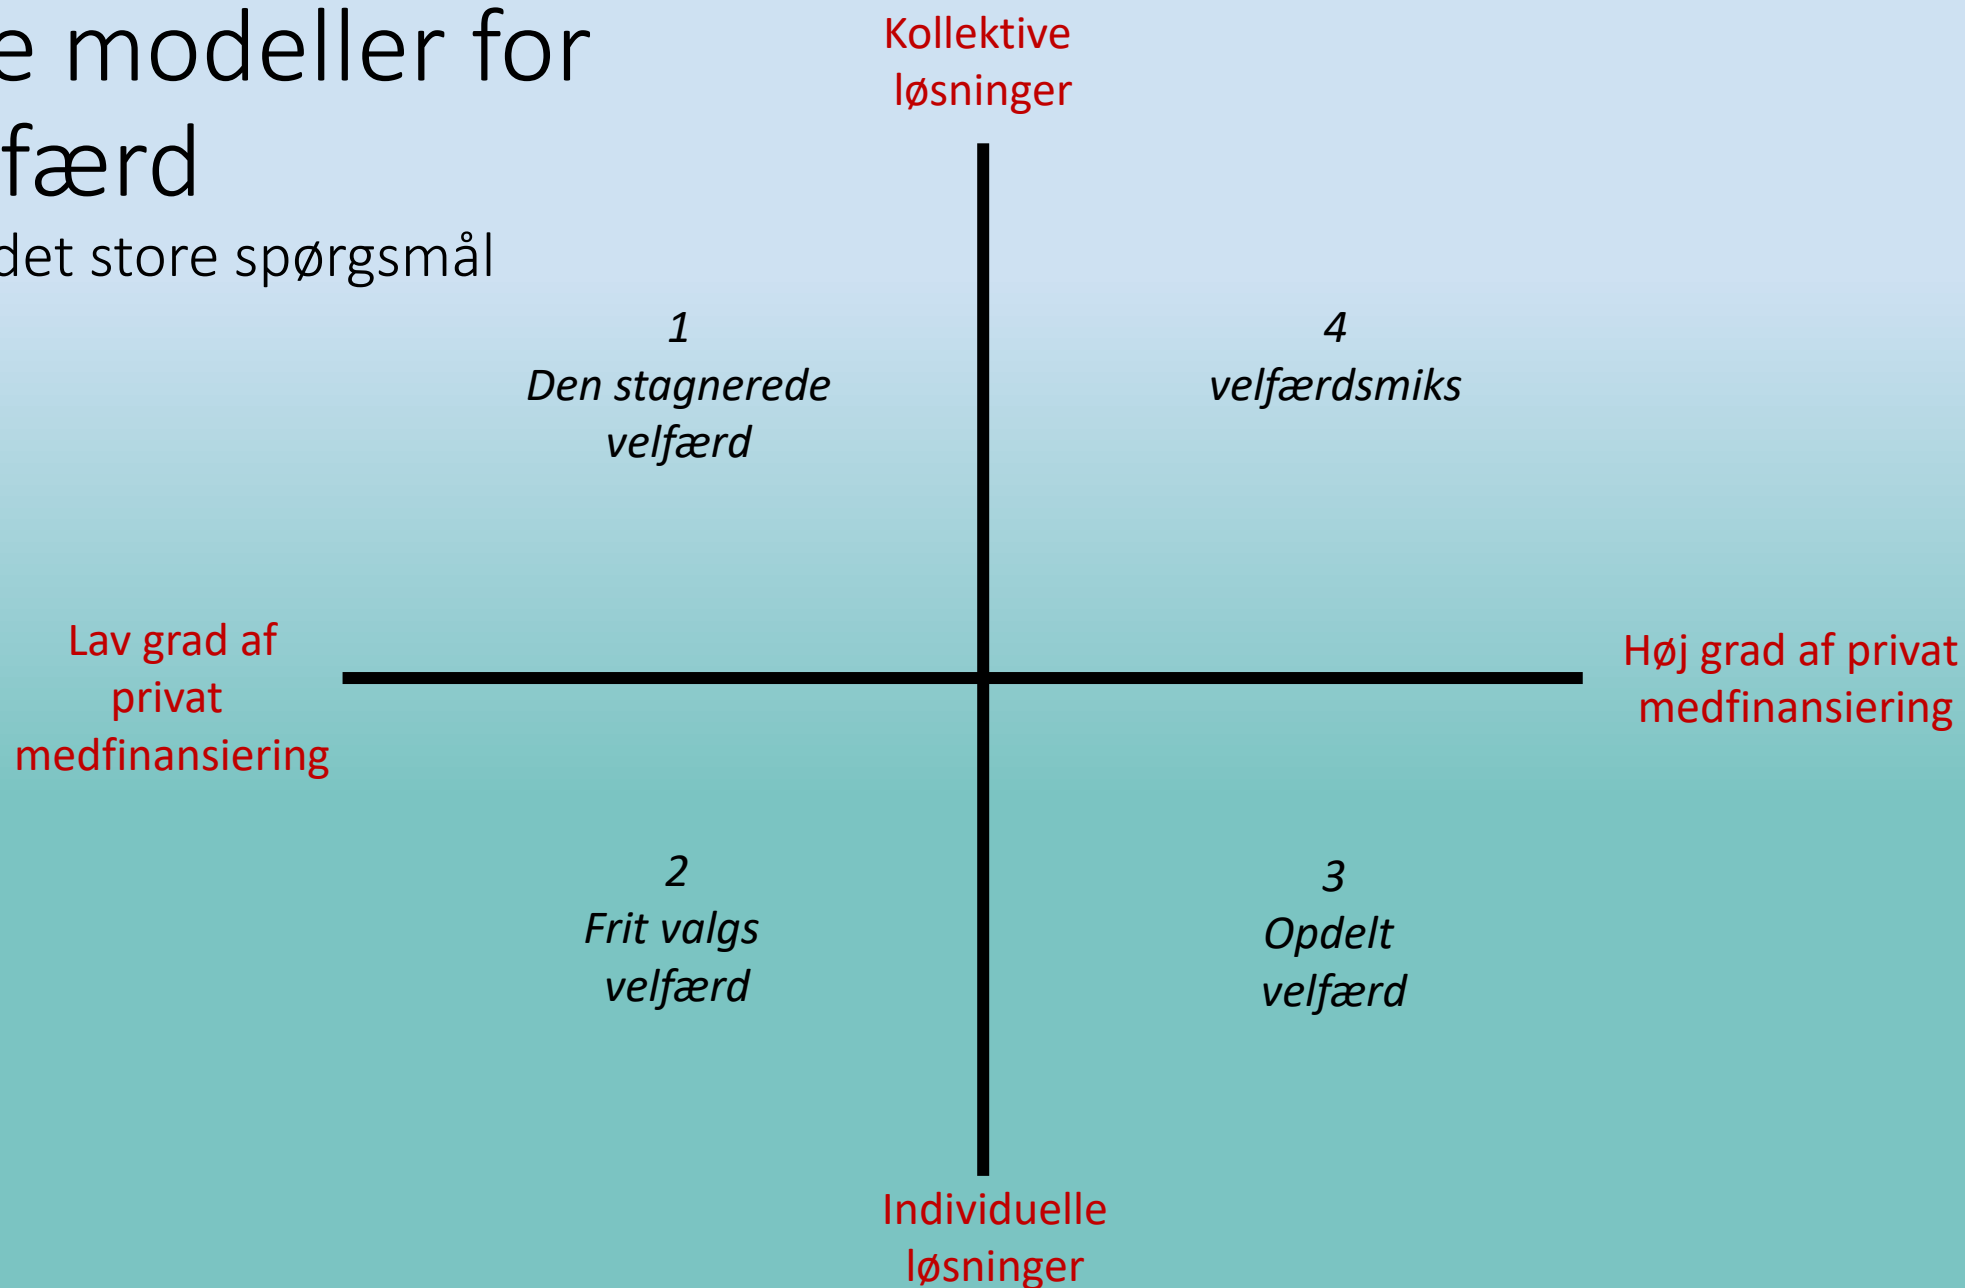 e modeller for
færd
det store spørgsmål
Kollektive
løsninger
1
Den stagnerede
velfærd
4
velfærdsmiks
Lav grad af
privat
medfinansiering
Høj grad af privat
medfinansiering
2
Frit valgs
velfærd
3
Opdelt
velfærd
Individuelle
løsninger